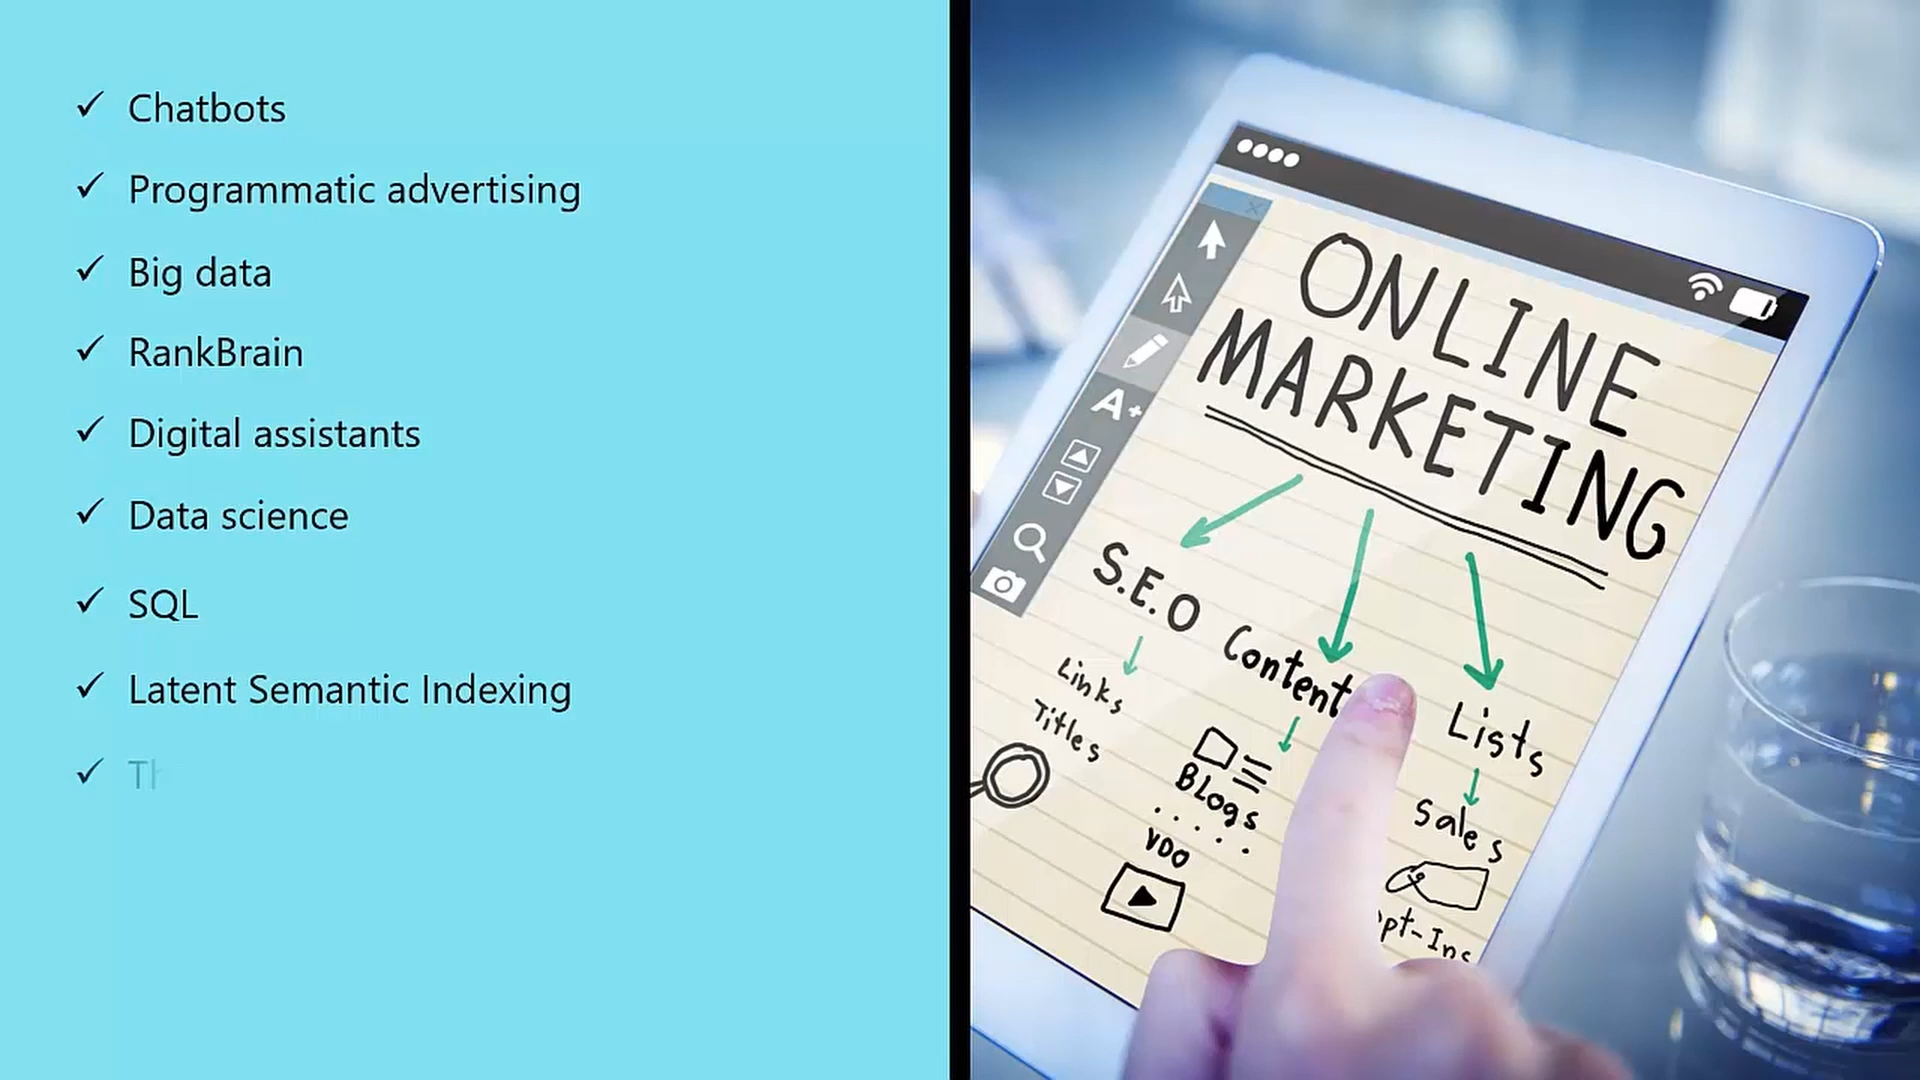 Chatbots
Programmatic advertising
Big data
RankBrain
Digital assistants
Data science
SQL
Latent Semantic Indexing
ONLINE
MARKETING
S.E.O
Links
Titles
Content
BLogs
VDO
Lists
Sales